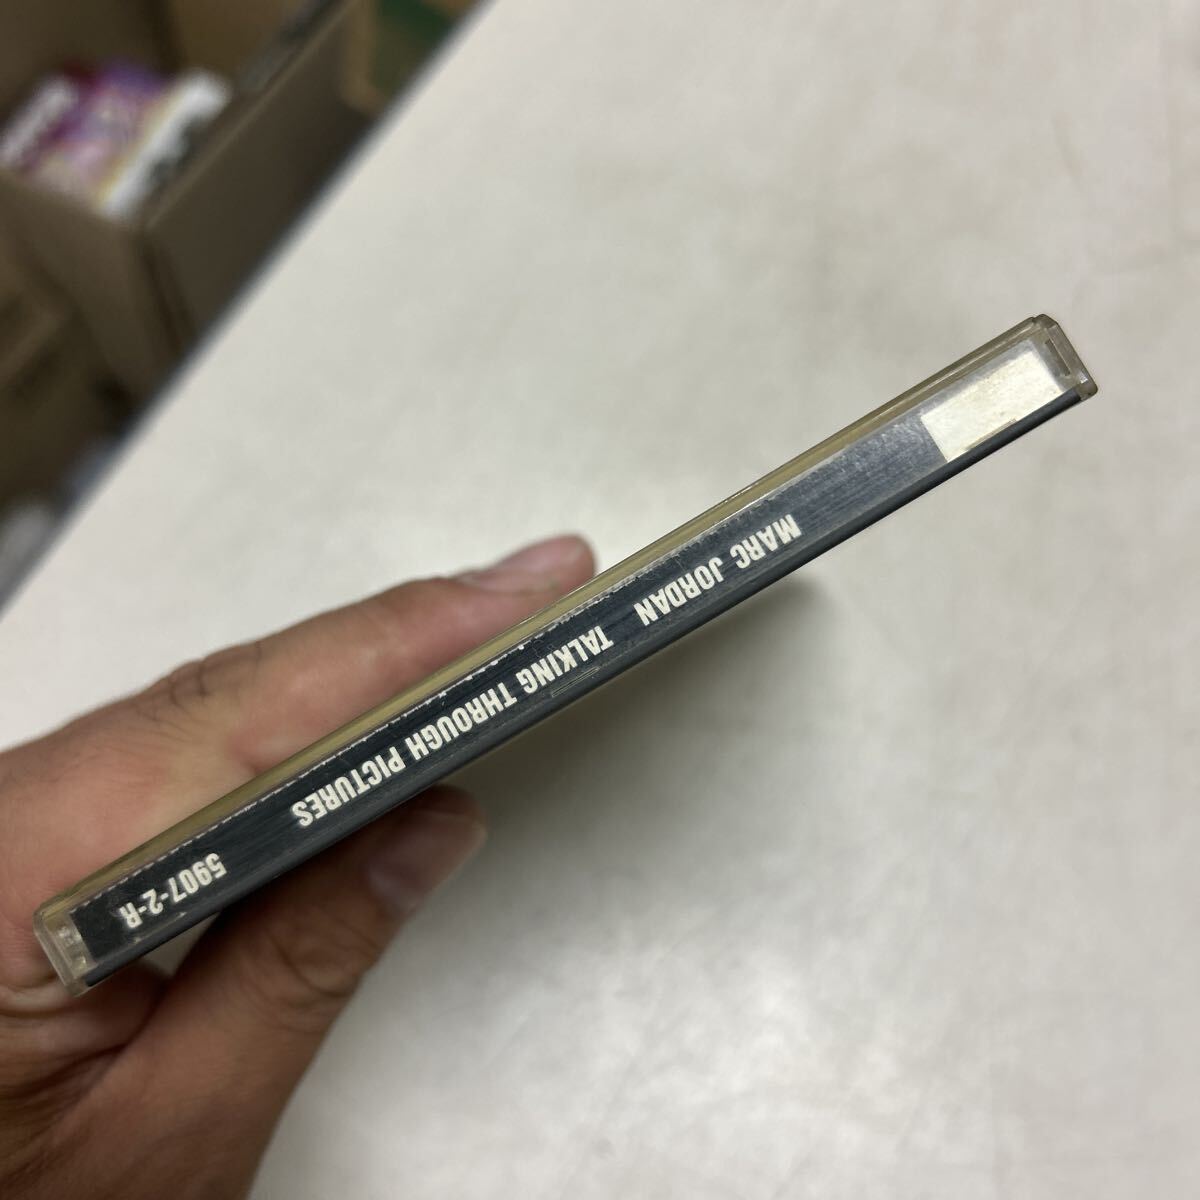 MARC JORDAN TALKING THROUGH PICTURES 5907-2-R